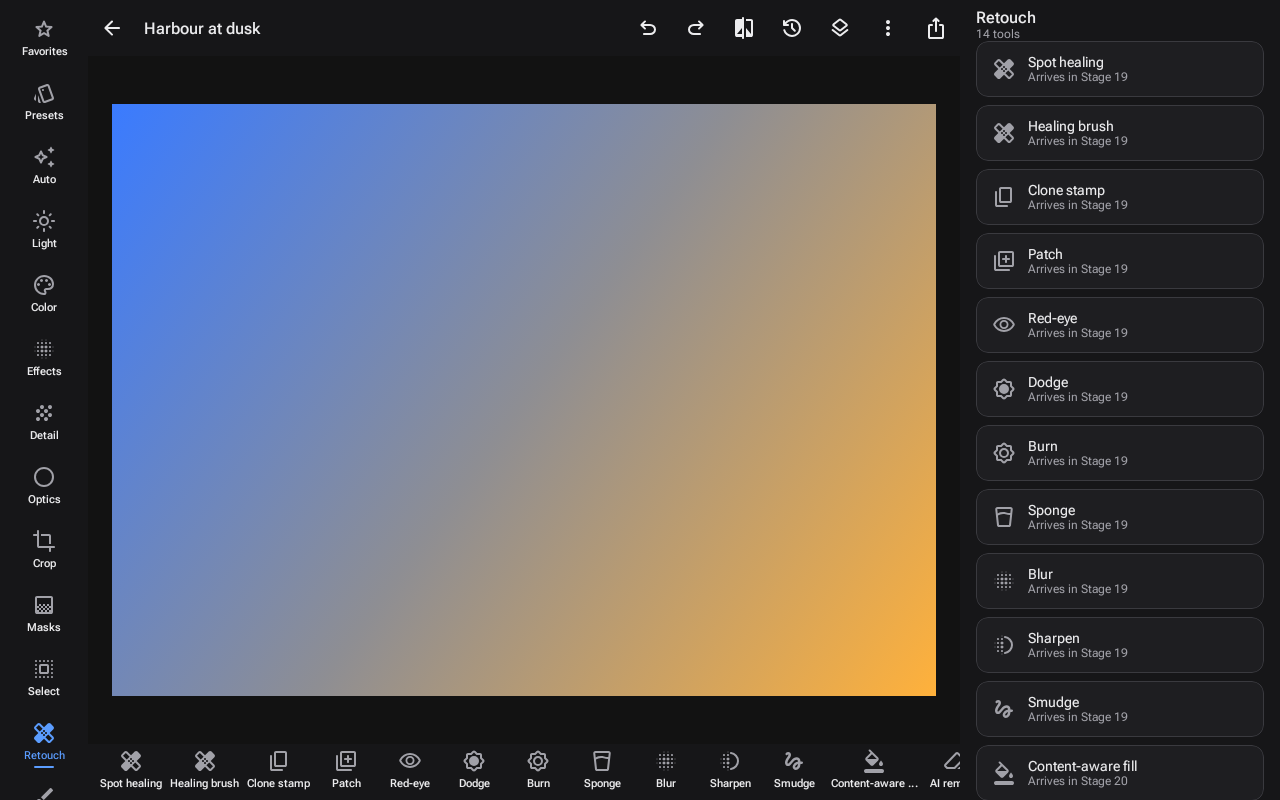 Favorites
Presets
Auto
Light
Color
Effects
Detail
Optics
Crop
Masks
Select
Retouch
Harbour at dusk
Spot healing
Healing brush
Clone stamp
Patch
Red-eye
Dodge
Burn
Sponge
Blur
Sharpen
Smudge
Content-aware ...
AI rem
Retouch
14 tools
Spot healing
Arrives in Stage 19
Healing brush
Arrives in Stage 19
Clone stamp
Arrives in Stage 19
Patch
Arrives in Stage 19
Red-eye
Arrives in Stage 19
Dodge
Arrives in Stage 19
Burn
Arrives in Stage 19
Sponge
Arrives in Stage 19
Blur
Arrives in Stage 19
Sharpen
Arrives in Stage 19
Smudge
Arrives in Stage 19
Content-aware fill
Arrives in Stage 20